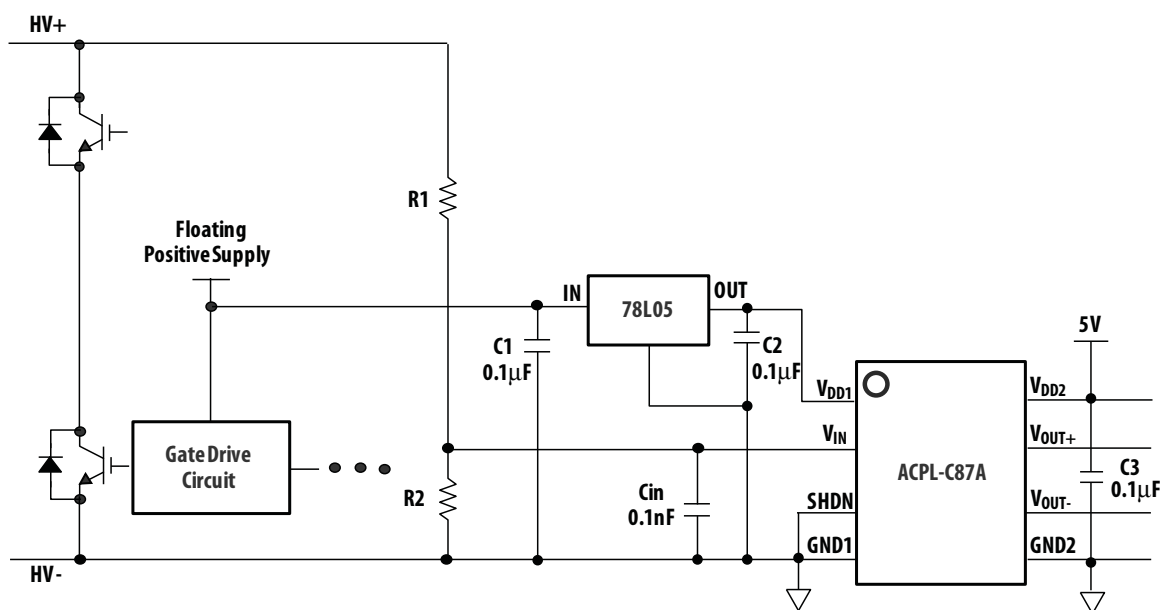 HV+
R1
Floating
Positive Supply
IN
78L05
OUT
C1
0.1μF
C2
0.1μF
5V
VDD1
VDD2
VIN
VOUT+
Gate Drive
Circuit
ACPL-C87A
C3
0.1μF
R2
Cin
0.1nF
SHDN
VOUT-
GND1
GND2
HV-